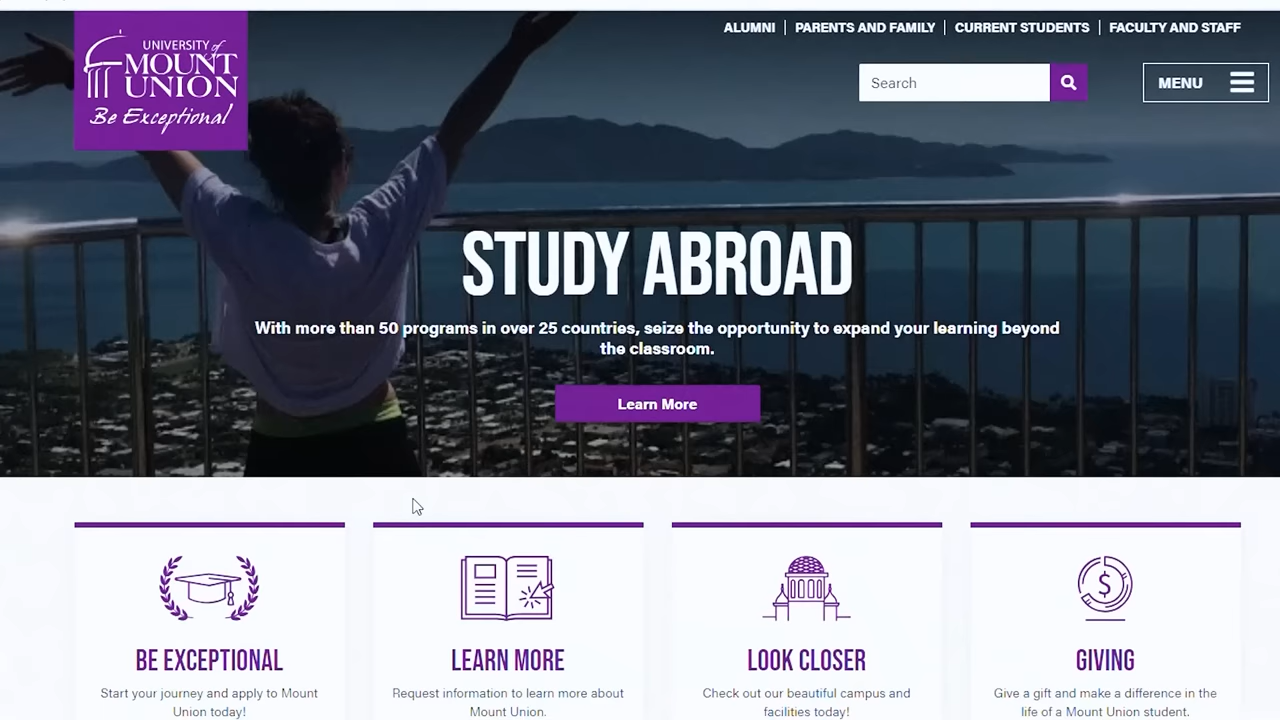 ALUMNI
PARENTS AND FAMILY
CURRENT STUDENTS
FACULTY AND STAFF
UNIVERSITY of
MOUNT
UNION
Be Exceptional
Search
MENU
STUDY ABROAD
With more than 50 programs in over 25 countries, seize the opportunity to expand your learning beyond
the classroom.
Learn More
BE EXCEPTIONAL
Start your journey and apply to Mount
Union today!
LEARN MORE
Request information to learn more about
Mount Union.
LOOK CLOSER
Check out our beautiful campus and
facilities today!
$
GIVING
Give a gift and make a difference in the
life of a Mount Union student.